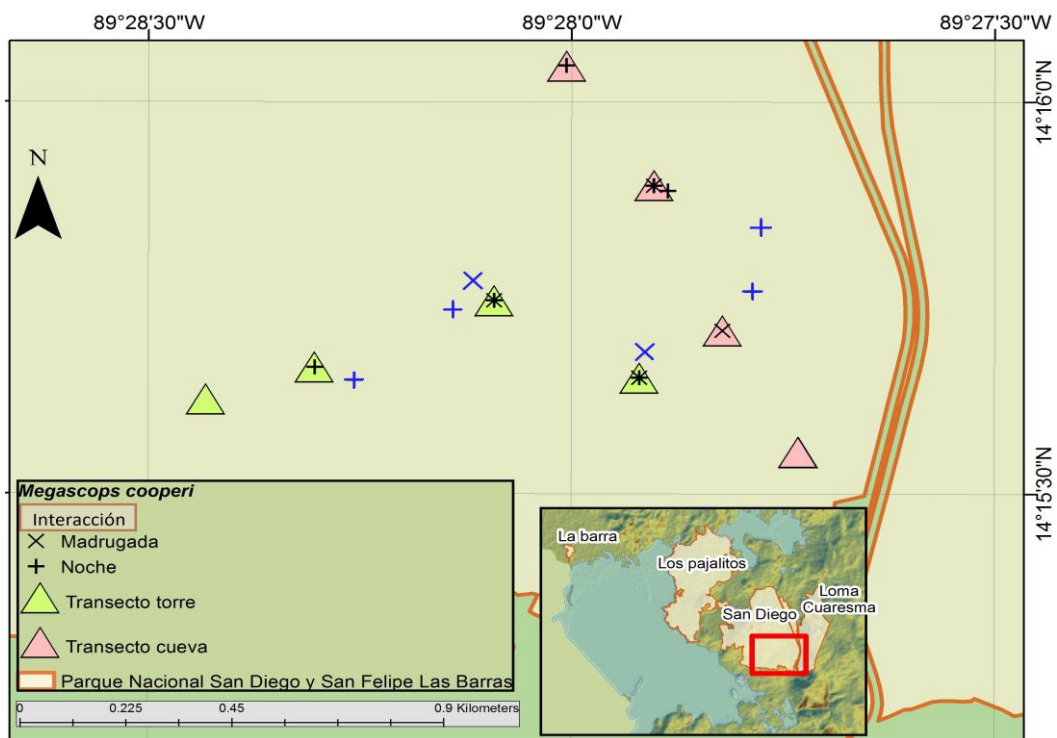 89°28'30"W
89°28'0"W
89°27'30"W
14°16'0"N
14°15'30"N
N
Megascops cooperi
Interacción
Madrugada
Noche
Transecto torre
Transecto cueva
Parque Nacional San Diego y San Felipe Las Barras
0 0.225 0.45 0.9 Kilometers
La barra
Los pajalitos
San Diego
Loma
Cuaresma